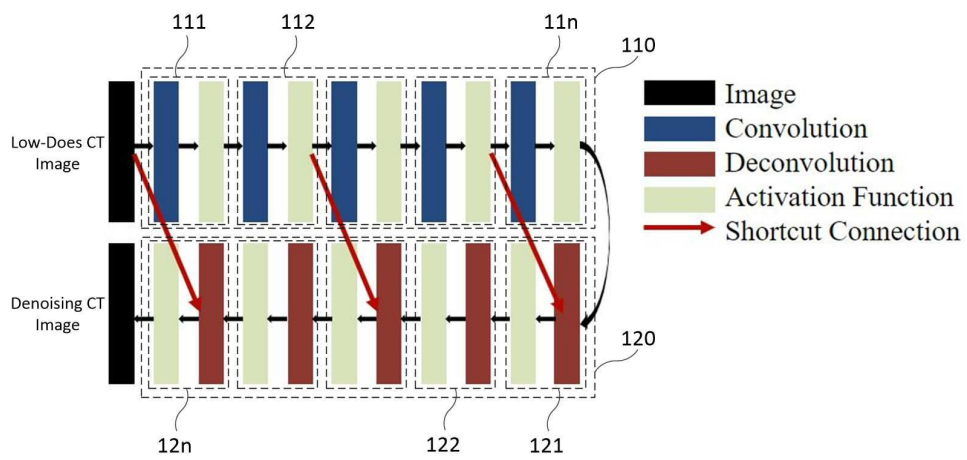 111
112
11n
110
Low-Does CT
Image
Image
Convolution
Deconvolution
Activation Function
Shortcut Connection
Denoising CT
Image
120
12n
122
121